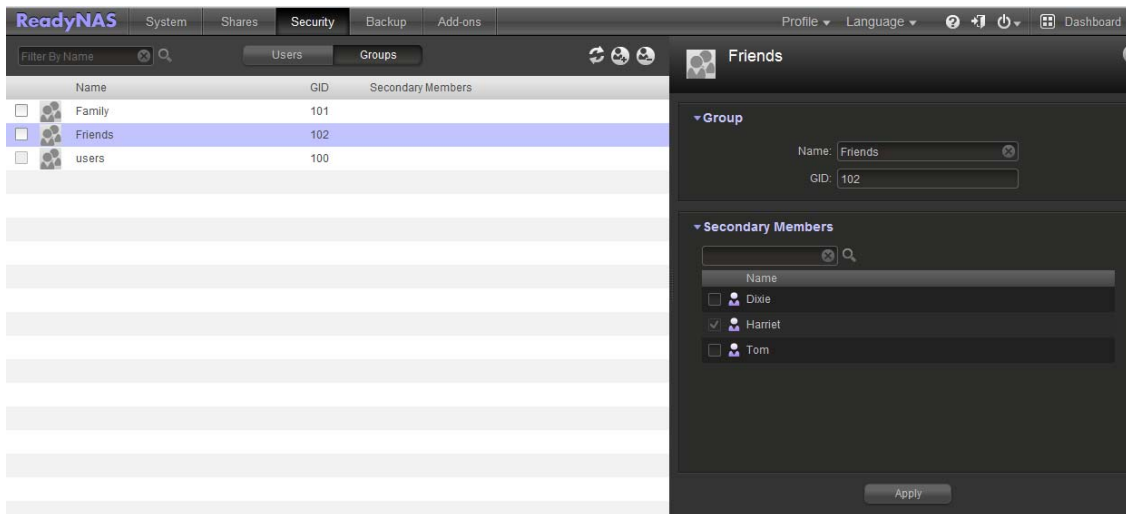 ReadyNAS System Shares Security Backup Add-ons Profile Language Dashboard
Filter By Name Users Groups
Name GID Secondary Members
Family 101
Friends 102
users 100
Friends
Group
Name: Friends
GID: 102
Secondary Members
Name
Dixie
Harriet
Tom
Apply